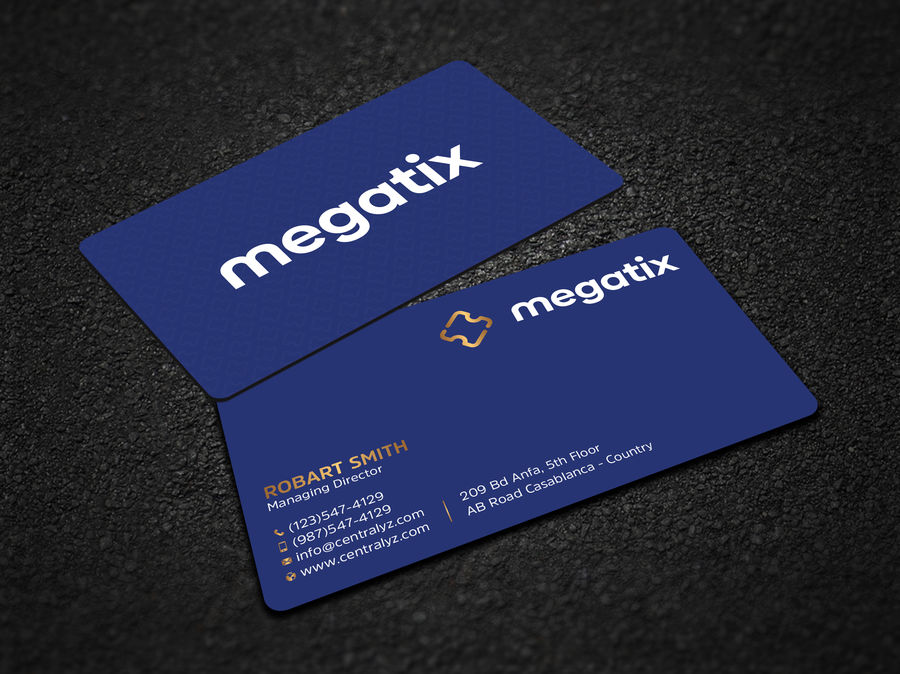 megatix
megatix
ROBART SMITH
Managing Director
(123)547-4129
(987)547-4129
info@centralyz.com
www.centralyz.com
209 Bd Anfa, 5th Floor
AB Road Casablanca - Country